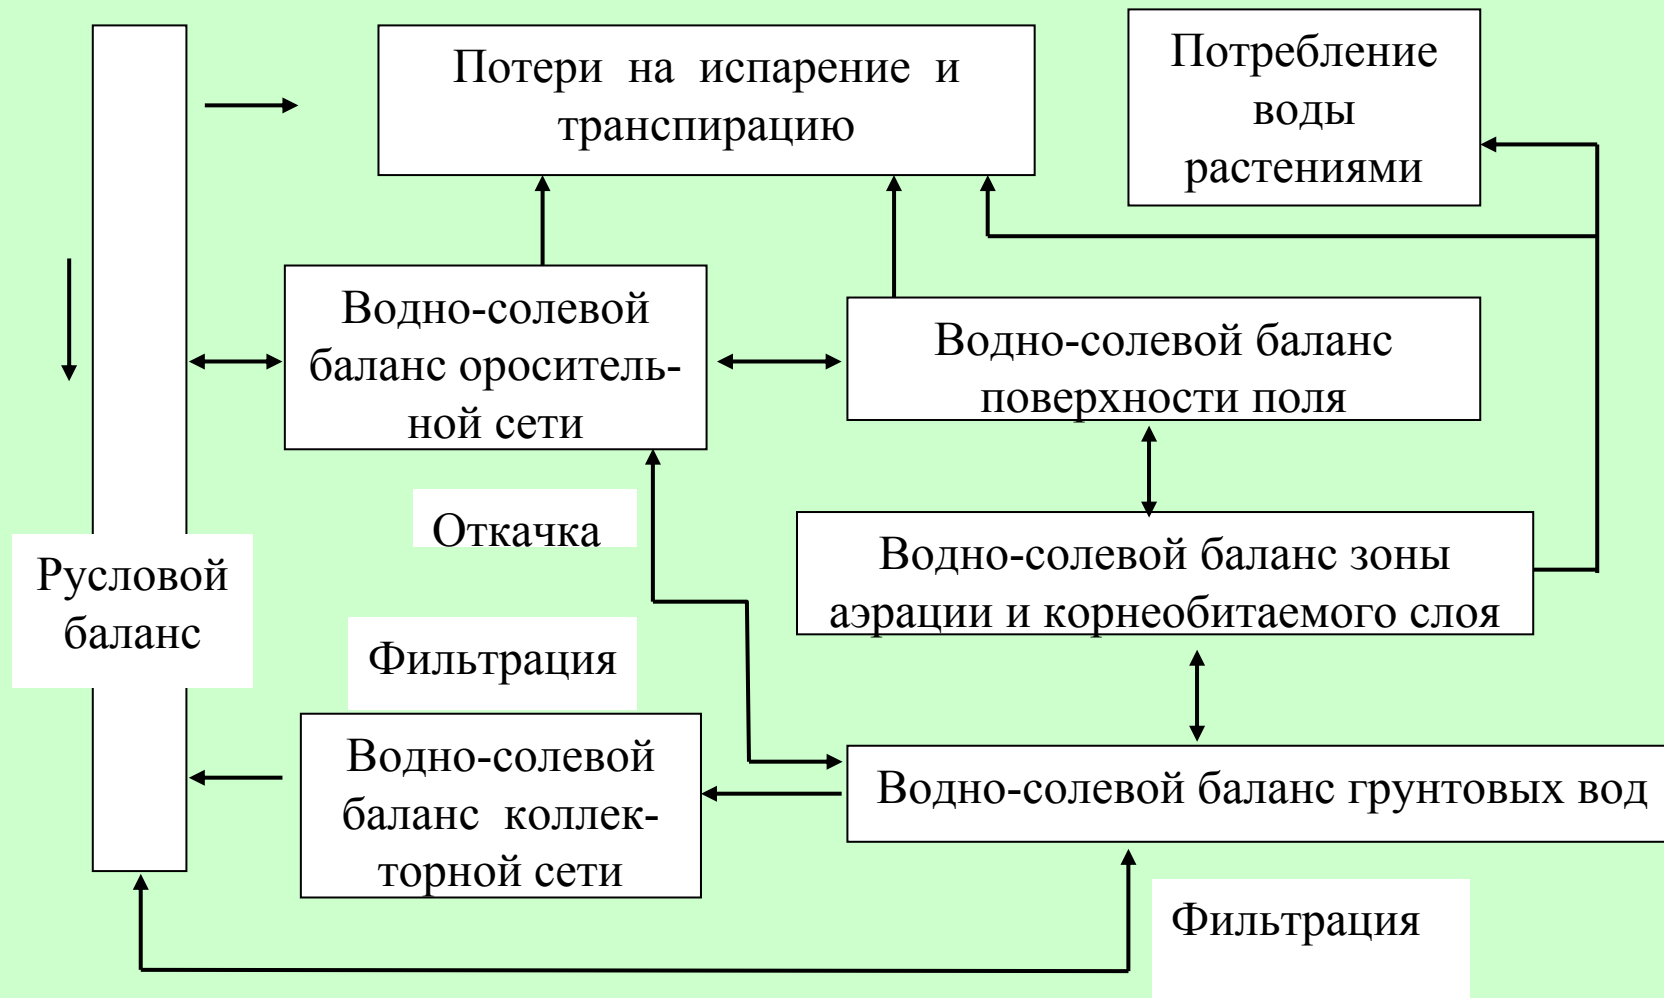 Потери на испарение и
транспирацию
Потребление
воды
растениями
Водно-солевой
баланс ороситель-
ной сети
Водно-солевой баланс
поверхности поля
Откачка
Водно-солевой баланс зоны
аэрации и корнеобитаемого слоя
Русловой
баланс
Фильтрация
Водно-солевой
баланс коллек-
торной сети
Водно-солевой баланс грунтовых вод
Фильтрация